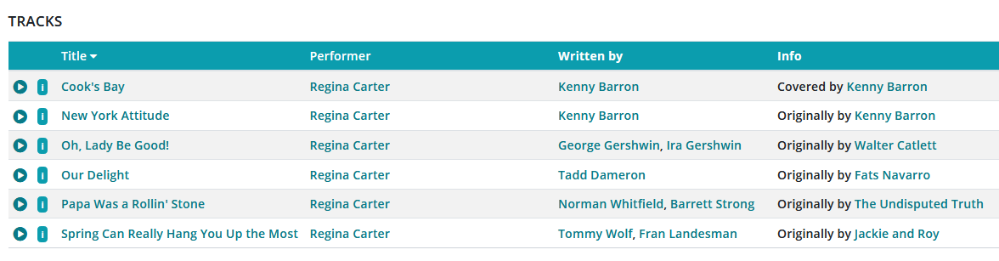 TRACKS
Title Performer Written by Info
i Cook's Bay Regina Carter Kenny Barron Covered by Kenny Barron
i New York Attitude Regina Carter Kenny Barron Originally by Kenny Barron
i Oh, Lady Be Good! Regina Carter George Gershwin, Ira Gershwin Originally by Walter Catlett
i Our Delight Regina Carter Tadd Dameron Originally by Fats Navarro
i Papa Was a Rollin' Stone Regina Carter Norman Whitfield, Barrett Strong Originally by The Undisputed Truth
i Spring Can Really Hang You Up the Most Regina Carter Tommy Wolf, Fran Landesman Originally by Jackie and Roy